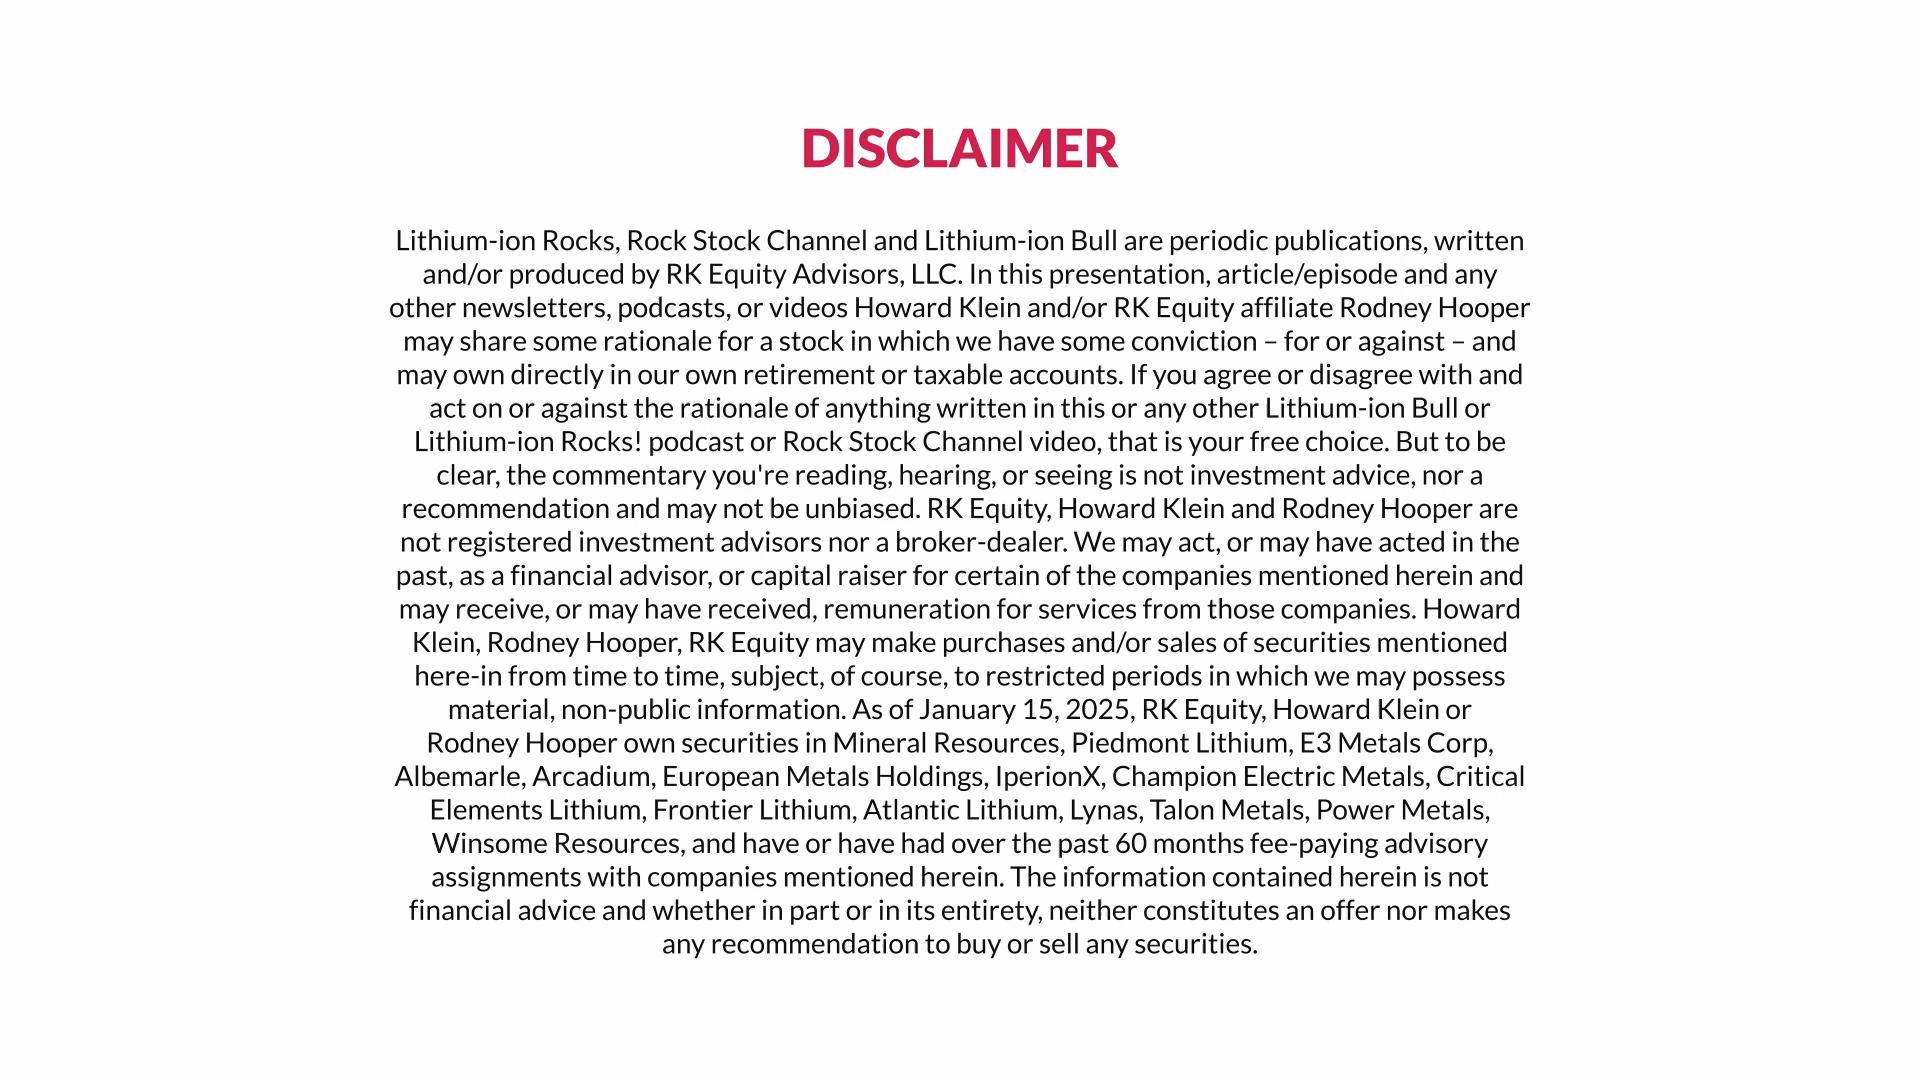 DISCLAIMER
Lithium-ion Rocks, Rock Stock Channel and Lithium-ion Bull are periodic publications, written
and/or produced by RK Equity Advisors, LLC. In this presentation, article/episode and any
other newsletters, podcasts, or videos Howard Klein and/or RK Equity affiliate Rodney Hooper
may share some rationale for a stock in which we have some conviction – for or against – and
may own directly in our own retirement or taxable accounts. If you agree or disagree with and
act on or against the rationale of anything written in this or any other Lithium-ion Bull or
Lithium-ion Rocks! podcast or Rock Stock Channel video, that is your free choice. But to be
clear, the commentary you're reading, hearing, or seeing is not investment advice, nor a
recommendation and may not be unbiased. RK Equity, Howard Klein and Rodney Hooper are
not registered investment advisors nor a broker-dealer. We may act, or may have acted in the
past, as a financial advisor, or capital raiser for certain of the companies mentioned herein and
may receive, or may have received, remuneration for services from those companies. Howard
Klein, Rodney Hooper, RK Equity may make purchases and/or sales of securities mentioned
here-in from time to time, subject, of course, to restricted periods in which we may possess
material, non-public information. As of January 15, 2025, RK Equity, Howard Klein or
Rodney Hooper own securities in Mineral Resources, Piedmont Lithium, E3 Metals Corp,
Albemarle, Arcadium, European Metals Holdings, IperionX, Champion Electric Metals, Critical
Elements Lithium, Frontier Lithium, Atlantic Lithium, Lynas, Talon Metals, Power Metals,
Winsome Resources, and have or have had over the past 60 months fee-paying advisory
assignments with companies mentioned herein. The information contained herein is not
financial advice and whether in part or in its entirety, neither constitutes an offer nor makes
any recommendation to buy or sell any securities.